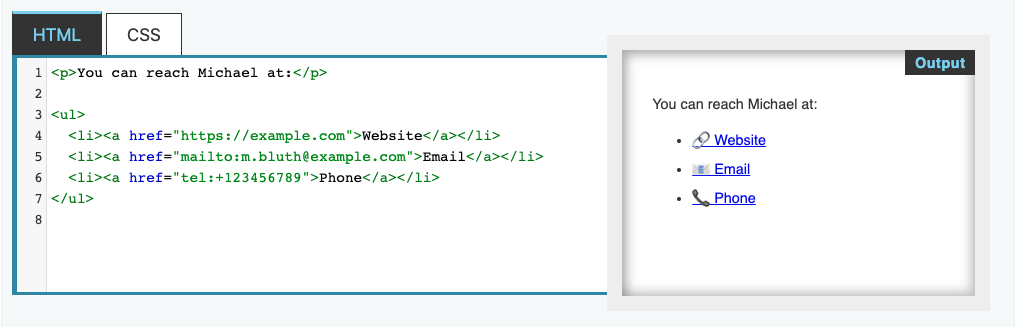 HTML CSS
1 <p>You can reach Michael at:</p>
2
3 <ul>
4   <li><a href="https://example.com">Website</a></li>
5   <li><a href="mailto:m.bluth@example.com">Email</a></li>
6   <li><a href="tel:+123456789">Phone</a></li>
7 </ul>
8
Output
You can reach Michael at:
• 🔗 Website
• 📧 Email
• 📞 Phone